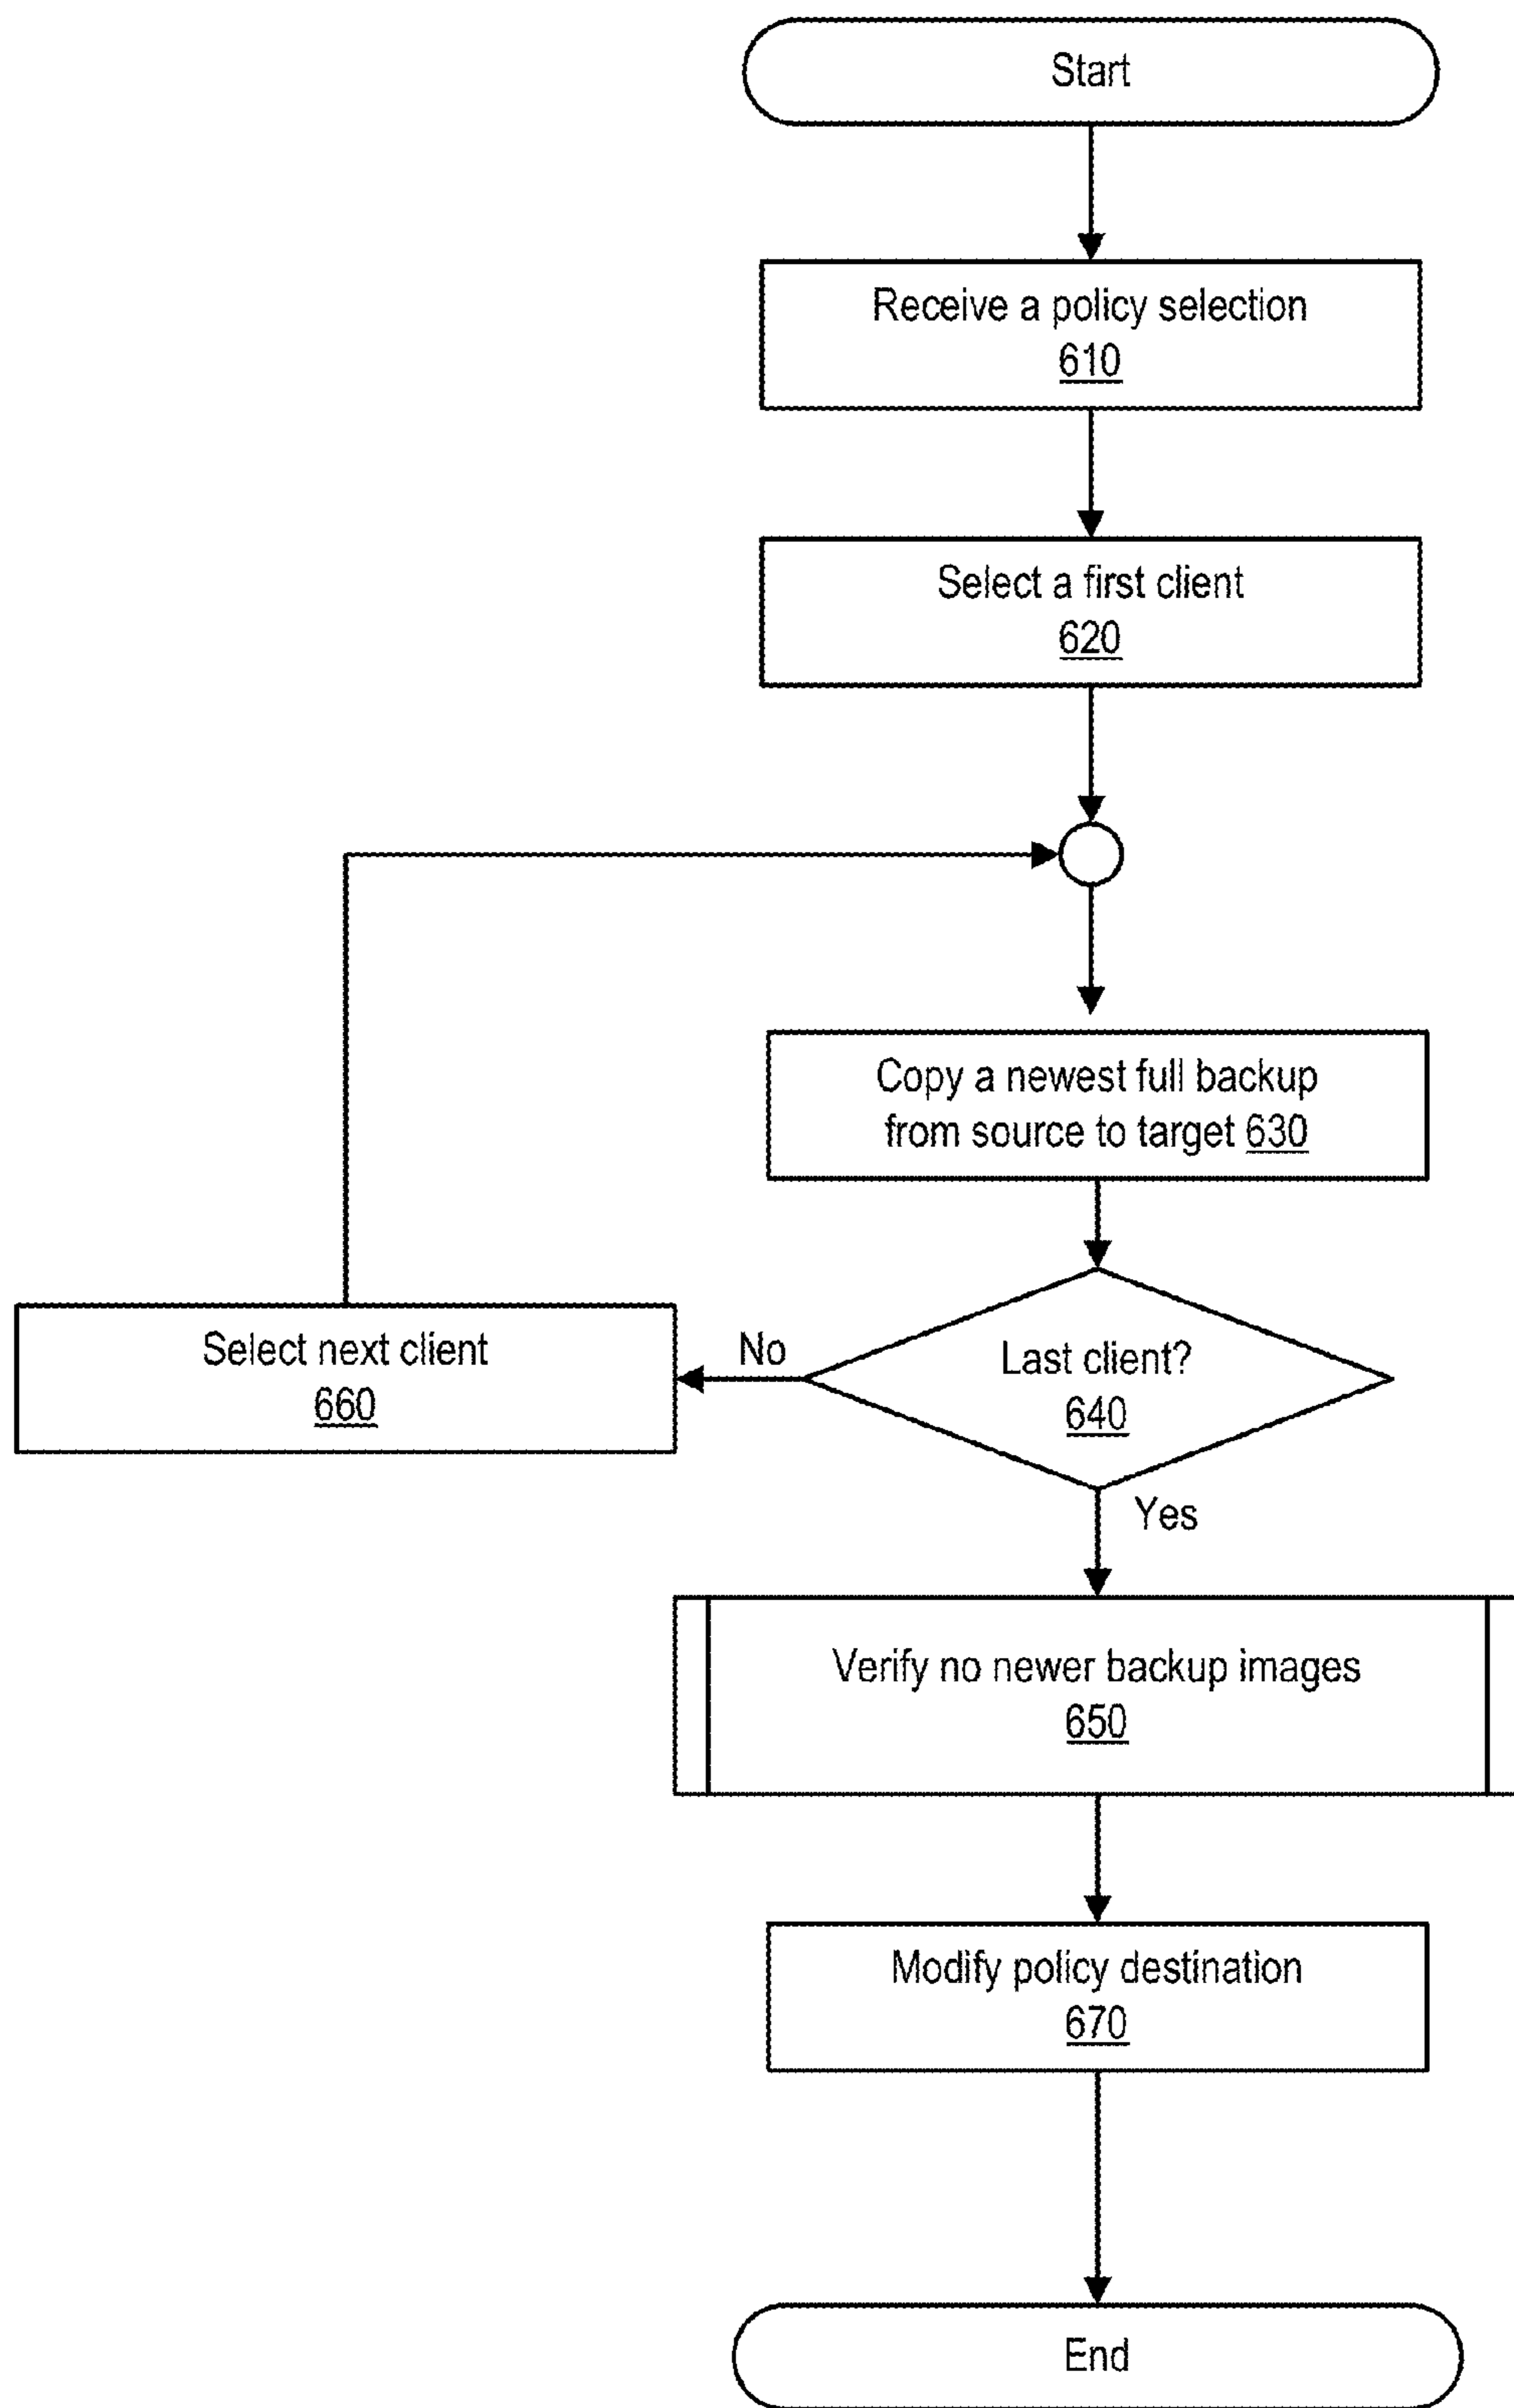 Start
Receive a policy selection
610
Select a first client
620
Copy a newest full backup
from source to target 630
Last client?
640
No
Select next client
660
Yes
Verify no newer backup images
650
Modify policy destination
670
End